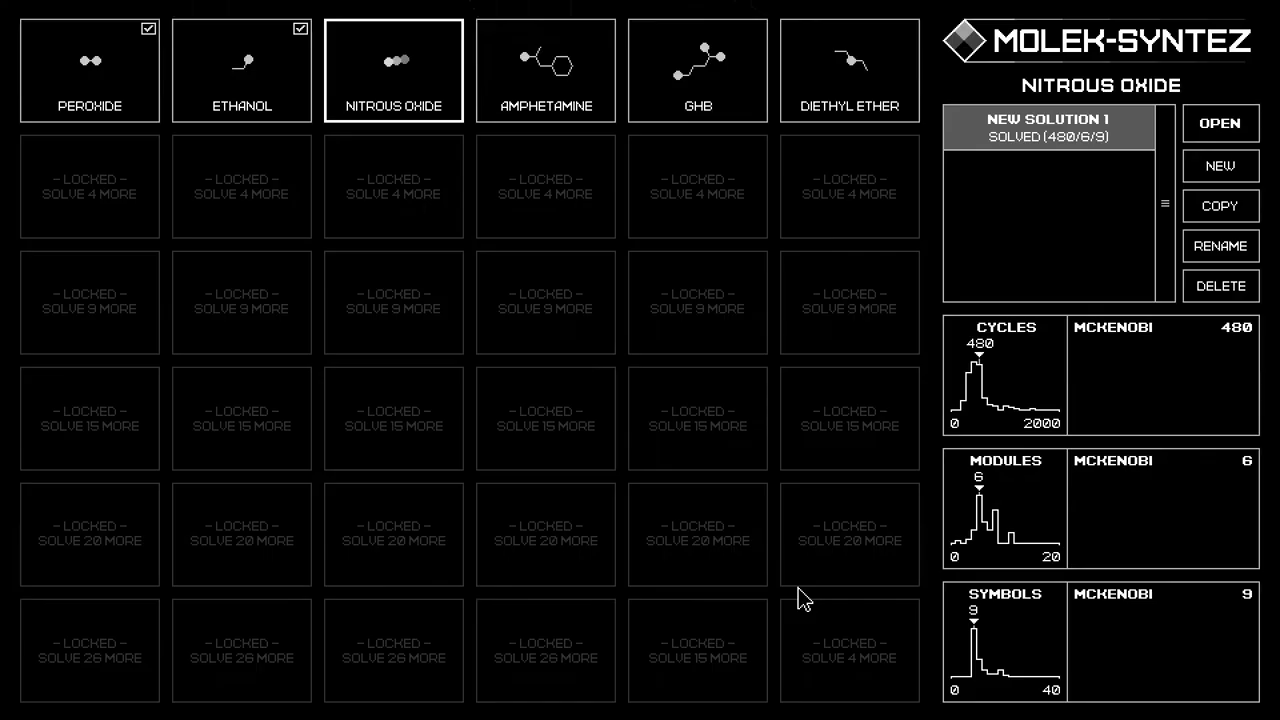 PEROXIDE
ETHANOL
NITROUS OXIDE
AMPHETAMINE
GHB
DIETHYL ETHER
– LOCKED –
SOLVE 4 MORE
– LOCKED –
SOLVE 4 MORE
– LOCKED –
SOLVE 4 MORE
– LOCKED –
SOLVE 4 MORE
– LOCKED –
SOLVE 4 MORE
– LOCKED –
SOLVE 4 MORE
– LOCKED –
SOLVE 9 MORE
– LOCKED –
SOLVE 9 MORE
– LOCKED –
SOLVE 9 MORE
– LOCKED –
SOLVE 9 MORE
– LOCKED –
SOLVE 9 MORE
– LOCKED –
SOLVE 9 MORE
– LOCKED –
SOLVE 15 MORE
– LOCKED –
SOLVE 15 MORE
– LOCKED –
SOLVE 15 MORE
– LOCKED –
SOLVE 15 MORE
– LOCKED –
SOLVE 15 MORE
– LOCKED –
SOLVE 15 MORE
– LOCKED –
SOLVE 20 MORE
– LOCKED –
SOLVE 20 MORE
– LOCKED –
SOLVE 20 MORE
– LOCKED –
SOLVE 20 MORE
– LOCKED –
SOLVE 20 MORE
– LOCKED –
SOLVE 20 MORE
– LOCKED –
SOLVE 26 MORE
– LOCKED –
SOLVE 26 MORE
– LOCKED –
SOLVE 26 MORE
– LOCKED –
SOLVE 26 MORE
– LOCKED –
SOLVE 15 MORE
– LOCKED –
SOLVE 4 MORE
MOLEK-SYNTEZ
NITROUS OXIDE
NEW SOLUTION 1
SOLVED (480/6/9)
OPEN
NEW
COPY
RENAME
DELETE
CYCLES
480
0 2000
MCKENOBI 480
MODULES
6
0 20
MCKENOBI 6
SYMBOLS
9
0 40
MCKENOBI 9